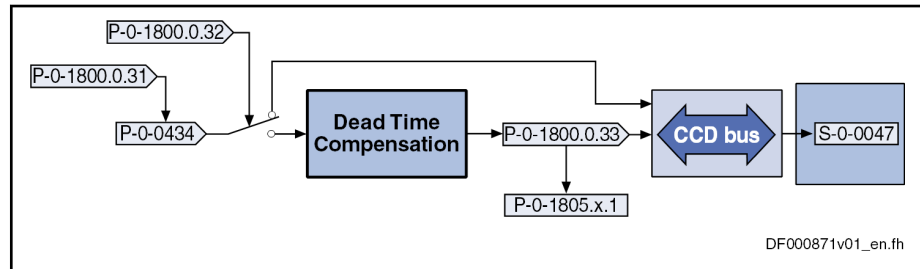 P-0-1800.0.32
P-0-1800.0.31
P-0-0434
Dead Time
Compensation
P-0-1800.0.33
CCD bus
S-0-0047
P-0-1805.x.1
DF000871v01_en.fh